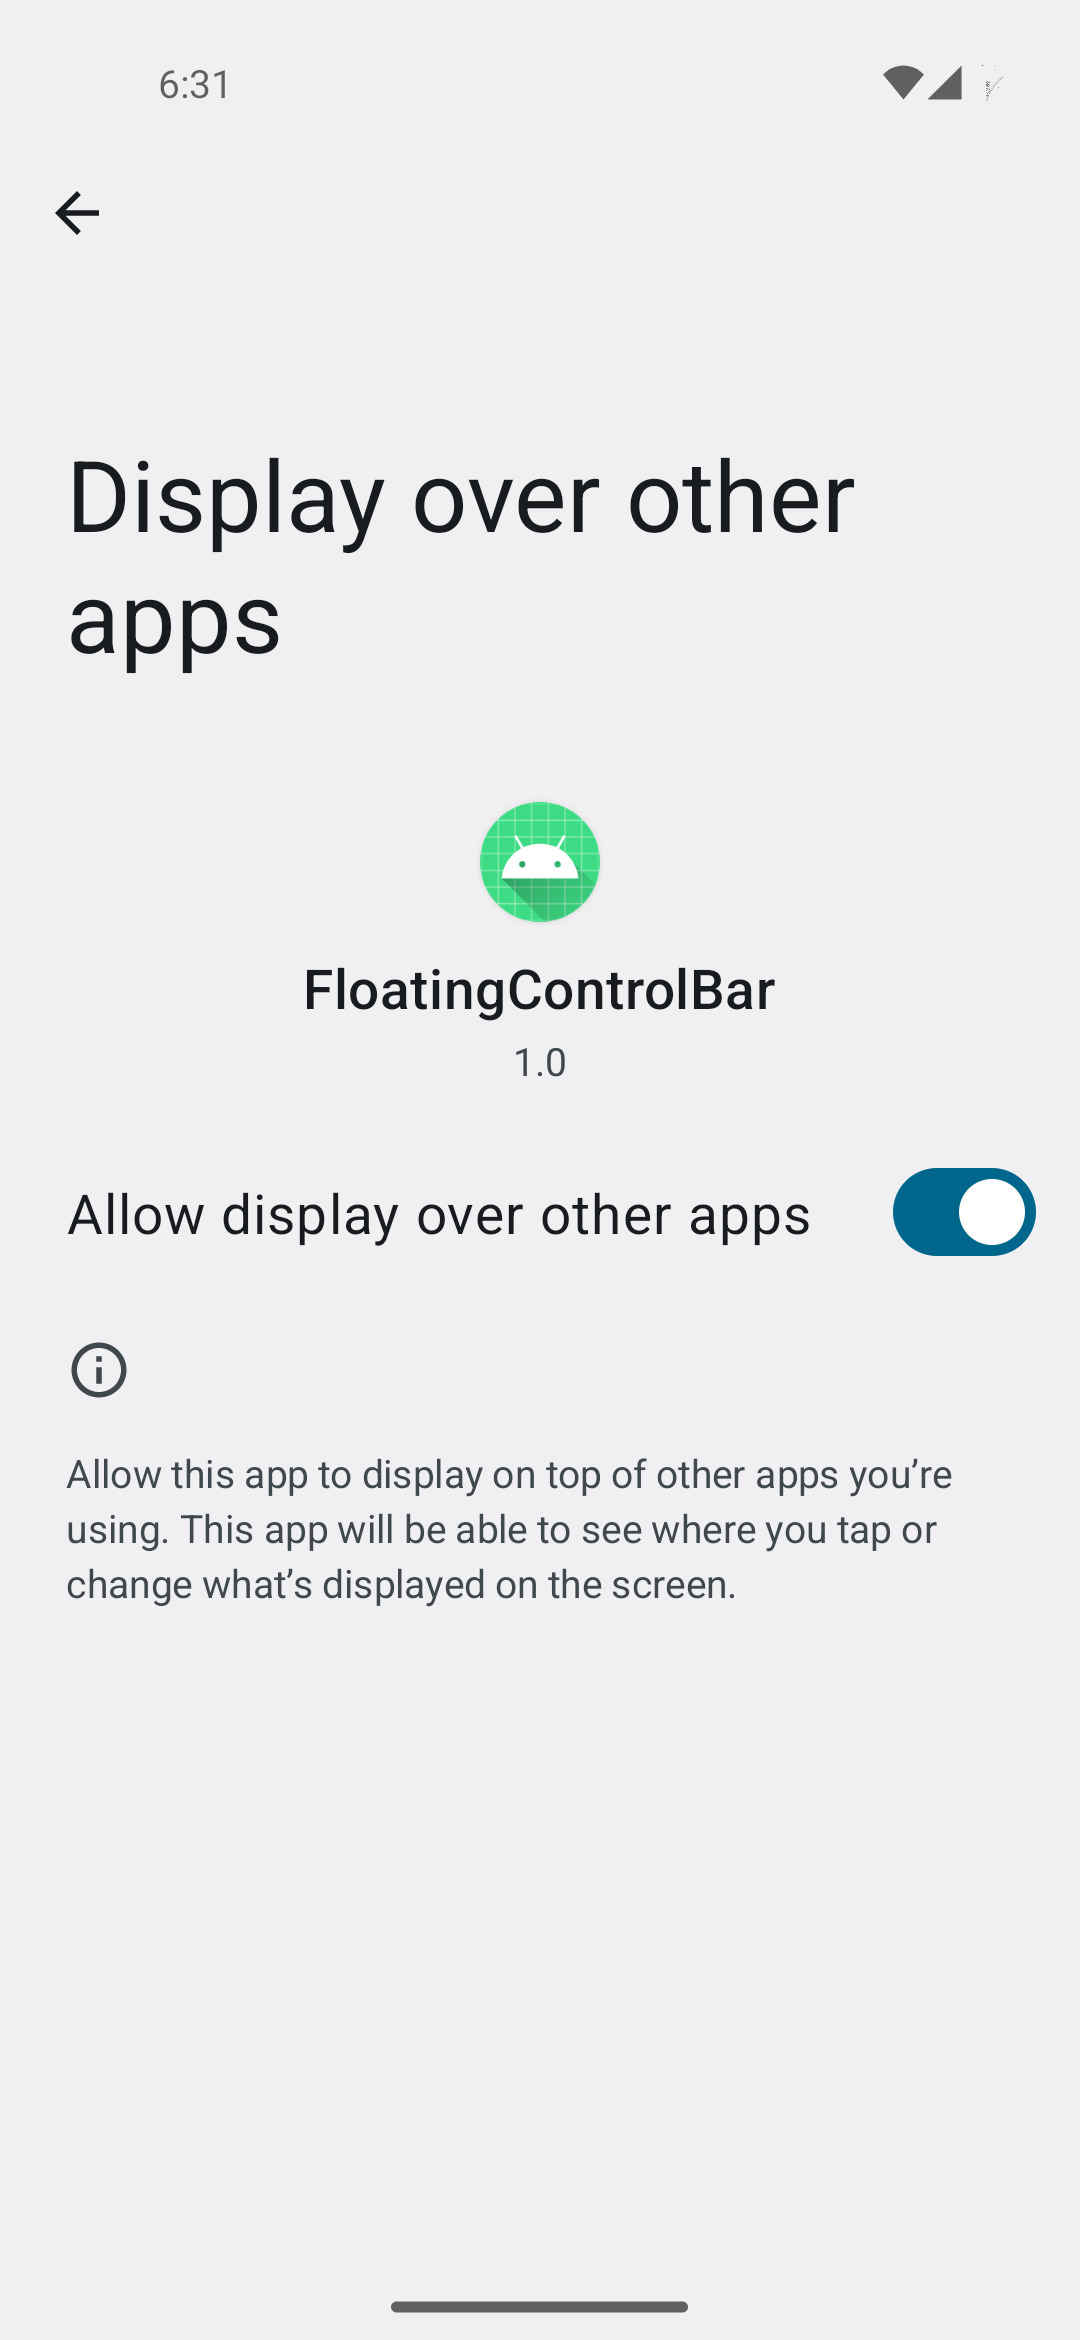 6:31
Display over other
apps
FloatingControlBar
1.0
Allow display over other apps
Allow this app to display on top of other apps you’re
using. This app will be able to see where you tap or
change what’s displayed on the screen.